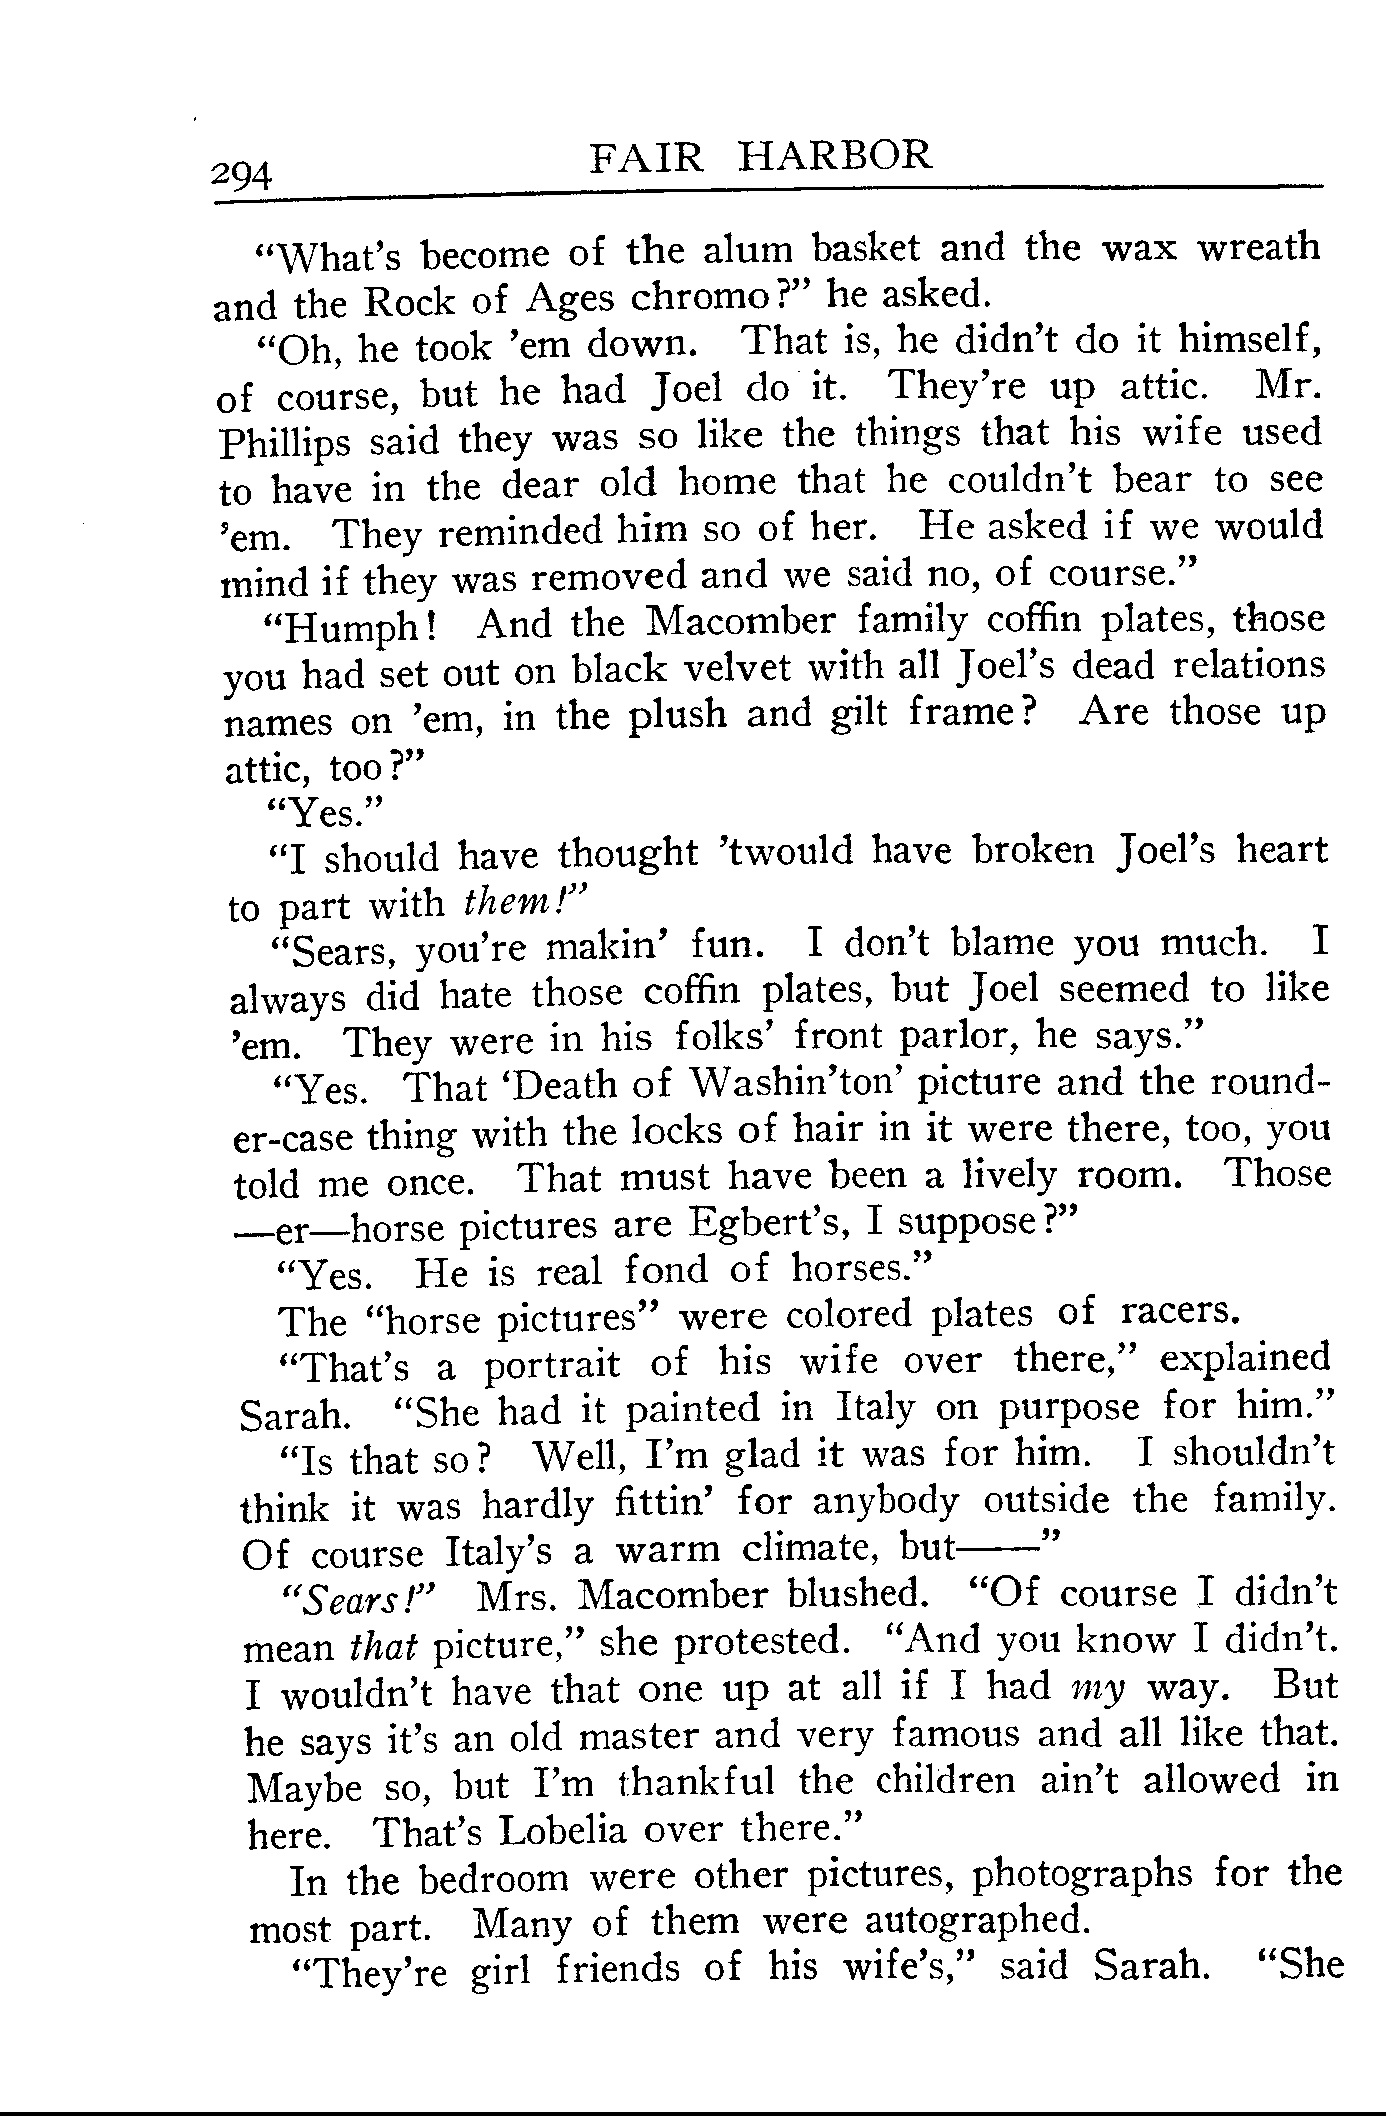 294
FAIR HARBOR
“What’s become of the alum basket and the wax wreath
and the Rock of Ages chromo?” he asked.
“Oh, he took ’em down. That is, he didn’t do it himself,
of course, but he had Joel do it. They’re up attic. Mr.
Phillips said they was so like the things that his wife used
to have in the dear old home that he couldn’t bear to see
’em. They reminded him so of her. He asked if we would
mind if they was removed and we said no, of course.”
“Humph! And the Macomber family coffin plates, those
you had set out on black velvet with all Joel’s dead relations
names on ’em, in the plush and gilt frame? Are those up
attic, too?”
“Yes.”
“I should have thought ’twould have broken Joel’s heart
to part with them!”
“Sears, you’re makin’ fun. I don’t blame you much. I
always did hate those coffin plates, but Joel seemed to like
’em. They were in his folks’ front parlor, he says.”
“Yes. That ‘Death of Washin’ton’ picture and the round-
er-case thing with the locks of hair in it were there, too, you
told me once. That must have been a lively room. Those
—er—horse pictures are Egbert’s, I suppose?”
“Yes. He is real fond of horses.”
The “horse pictures” were colored plates of racers.
“That’s a portrait of his wife over there,” explained
Sarah. “She had it painted in Italy on purpose for him.”
“Is that so? Well, I’m glad it was for him. I shouldn’t
think it was hardly fittin’ for anybody outside the family.
Of course Italy’s a warm climate, but——”
“Sears!” Mrs. Macomber blushed. “Of course I didn’t
mean that picture,” she protested. “And you know I didn’t.
I wouldn’t have that one up at all if I had my way. But
he says it’s an old master and very famous and all like that.
Maybe so, but I’m thankful the children ain’t allowed in
here. That’s Lobelia over there.”
In the bedroom were other pictures, photographs for the
most part. Many of them were autographed.
“They’re girl friends of his wife’s,” said Sarah. “She